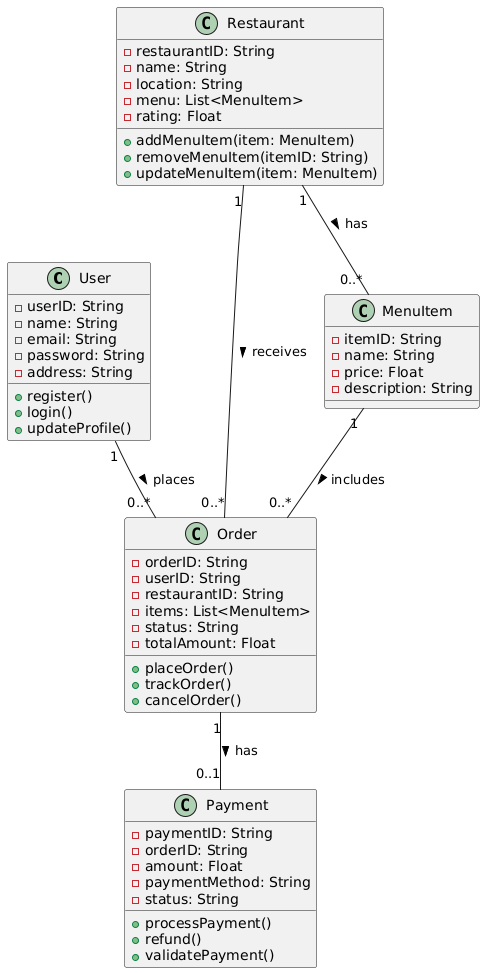 C Restaurant
restaurantID: String
name: String
location: String
menu: List<MenuItem>
rating: Float
addMenuItem(item: MenuItem)
removeMenuItem(itemID: String)
updateMenuItem(item: MenuItem)
1
1
has
0..*
C User
userID: String
name: String
email: String
password: String
address: String
register()
login()
updateProfile()
receives
C MenuItem
itemID: String
name: String
price: Float
description: String
1
1
places
includes
0..*
0..*
0..*
C Order
orderID: String
userID: String
restaurantID: String
items: List<MenuItem>
status: String
totalAmount: Float
placeOrder()
trackOrder()
cancelOrder()
1
has
0..1
C Payment
paymentID: String
orderID: String
amount: Float
paymentMethod: String
status: String
processPayment()
refund()
validatePayment()